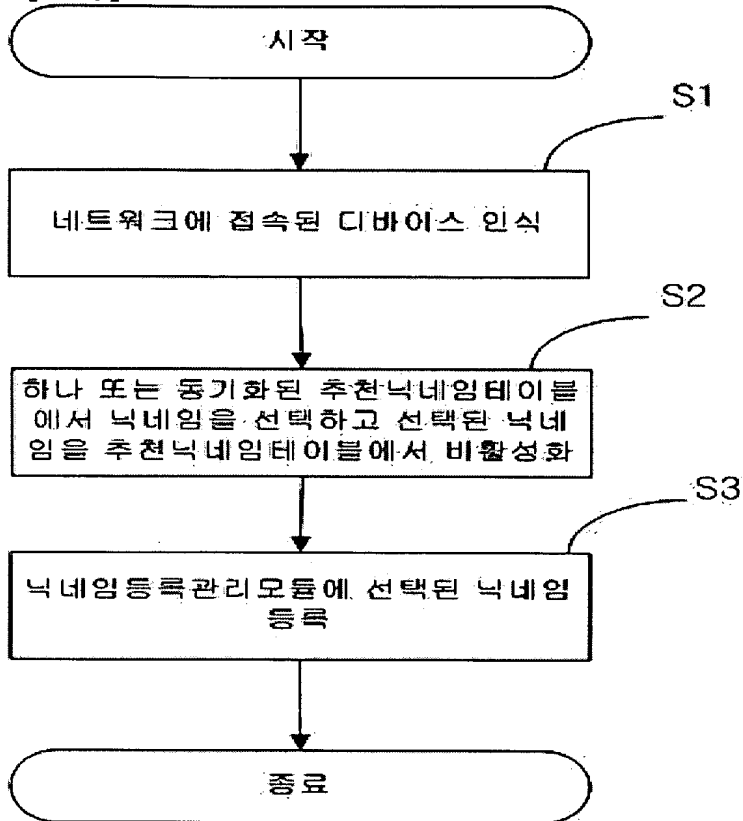 시작
S1
네트워크에 접속된 디바이스 인식
S2
하나 또는 동기화된 추천닉네임테이블
에서 닉네임을 선택하고 선택된 닉네
임을 추천닉네임테이블에서 비활성화
S3
닉네임등록관리모듈에 선택된 닉네임
등록
종료